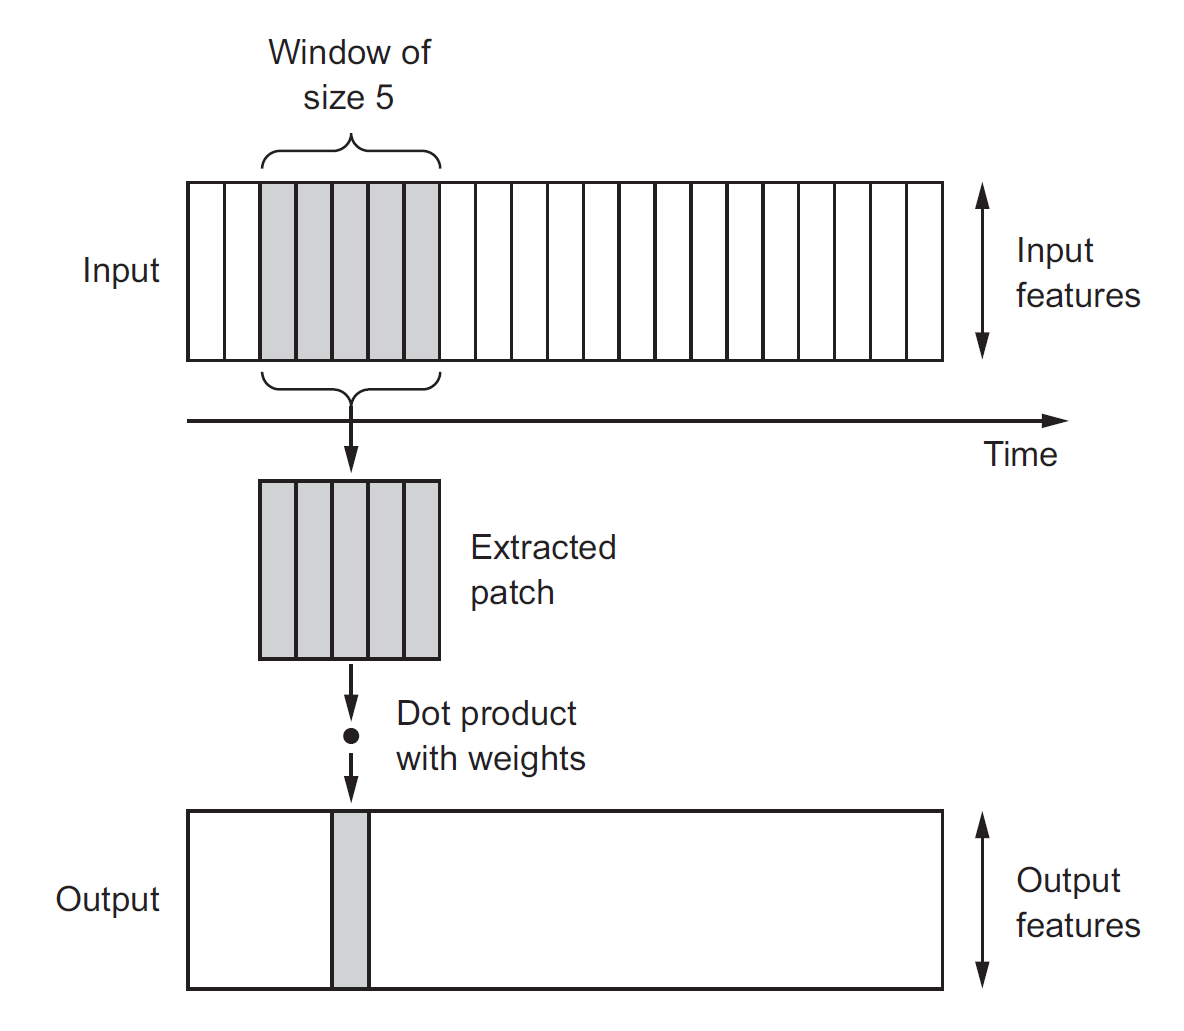 Window of
size 5
Input
Input
features
Time
Extracted
patch
Dot product
with weights
Output
Output
features